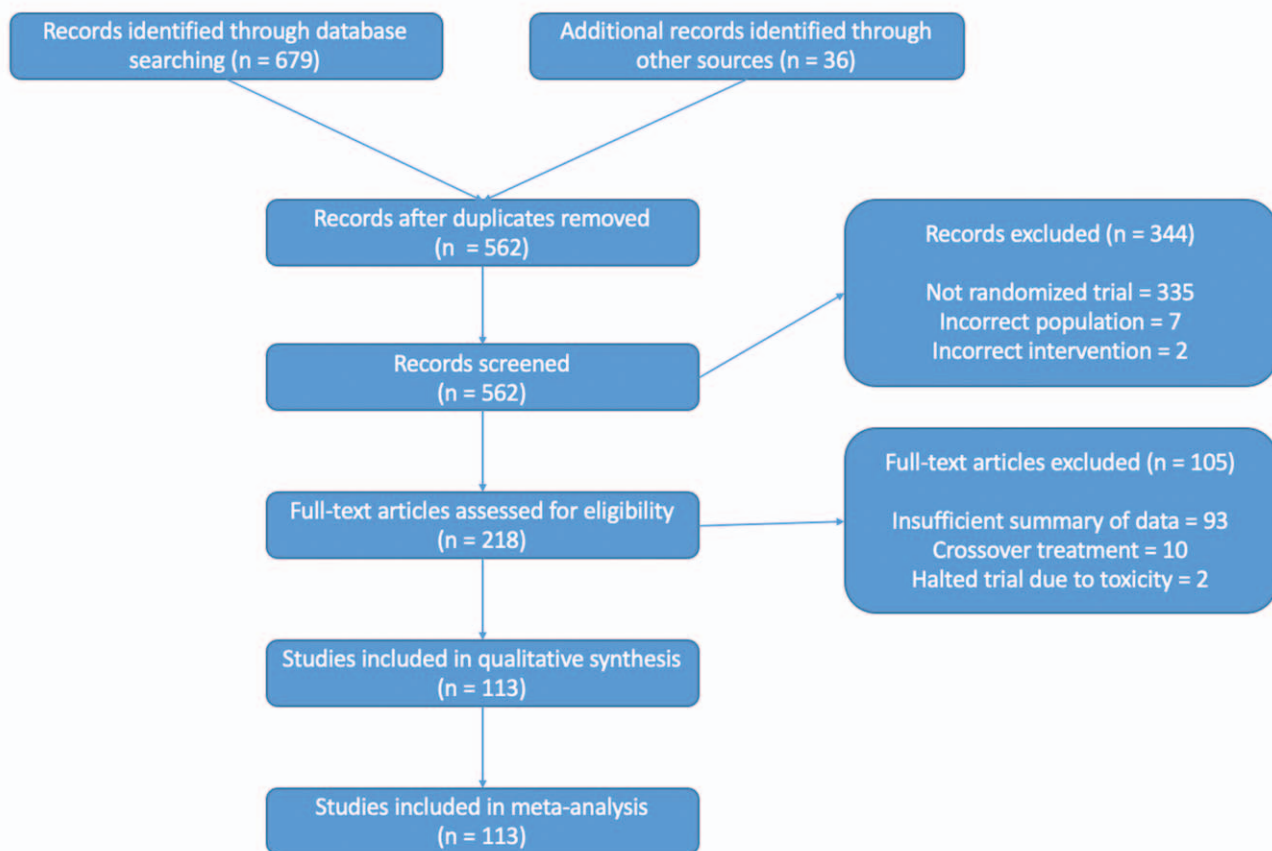 Records identified through database
searching (n = 679)
Additional records identified through
other sources (n = 36)
Records after duplicates removed
(n = 562)
Records excluded (n = 344)
Not randomized trial = 335
Incorrect population = 7
Incorrect intervention = 2
Records screened
(n = 562)
Full-text articles excluded (n = 105)
Insufficient summary of data = 93
Crossover treatment = 10
Halted trial due to toxicity = 2
Full-text articles assessed for eligibility
(n = 218)
Studies included in qualitative synthesis
(n = 113)
Studies included in meta-analysis
(n = 113)